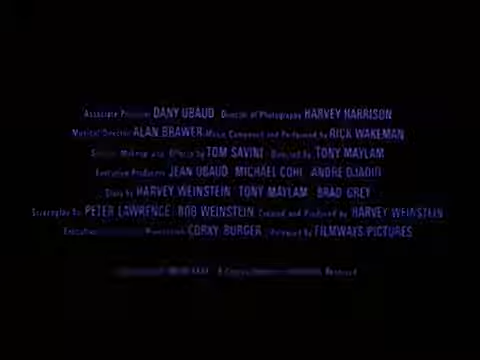 Associate Producer DANY UBAUD Director of Photography HARVEY HARRISON
Musical Director ALAN BRAWER Music Composed and Performed by RICK WAKEMAN
Special Makeup Effects by TOM SAVINI Directed by TONY MAYLAM
Executive Producers JEAN UBAUD MICHAEL COHL ANDRE DJAOUI
Story by HARVEY WEINSTEIN TONY MAYLAM BRAD GREY
Screenplay by PETER LAWRENCE BOB WEINSTEIN Created and Produced by HARVEY WEINSTEIN
Executive CORKY BURGER Released by FILMWAYS PICTURES
Reserved